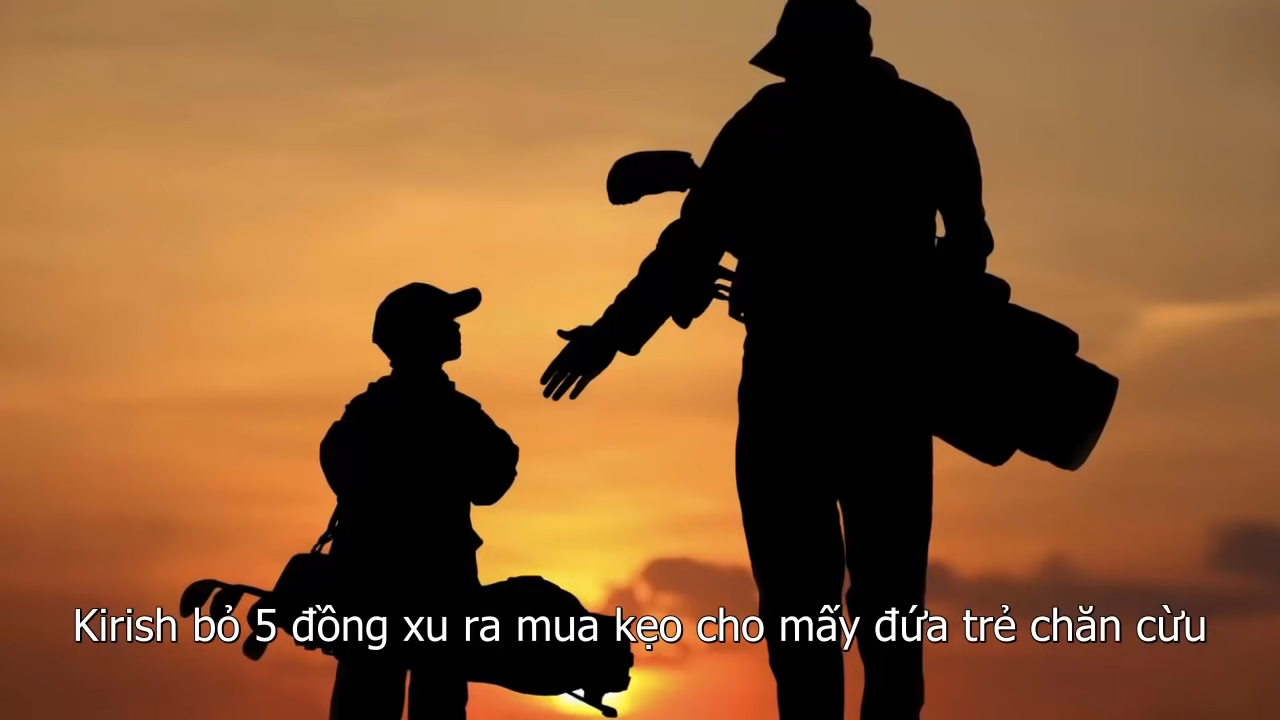 Kirish bỏ 5 đồng xu ra mua kẹo cho mấy đứa trẻ chăn cừu